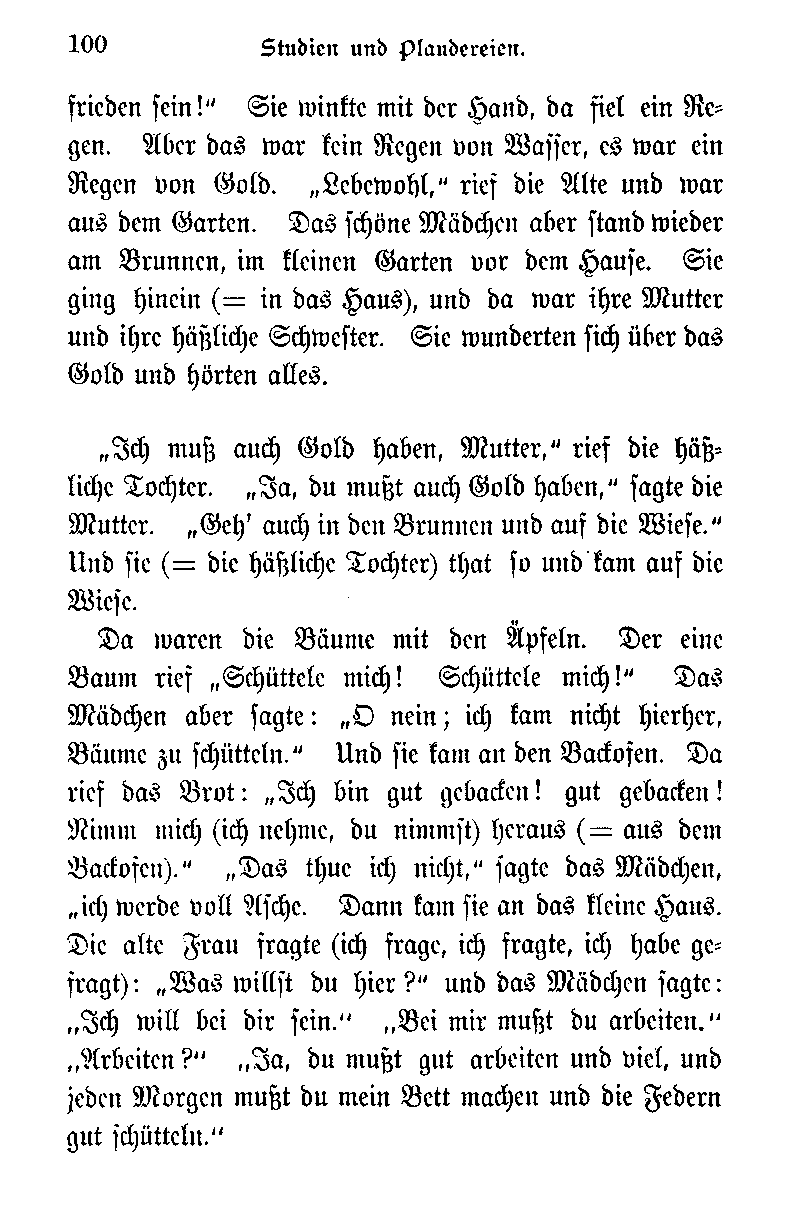 100 Studien und Plaudereien.
frieden sein!“ Sie winkte mit der Hand, da fiel ein Re-
gen. Aber das war kein Regen von Wasser, es war ein
Regen von Gold. „Lebewohl,“ rief die Alte und war
aus dem Garten. Das schöne Mädchen aber stand wieder
am Brunnen, im kleinen Garten vor dem Hause. Sie
ging hinein (= in das Haus), und da war ihre Mutter
und ihre häßliche Schwester. Sie wunderten sich über das
Gold und hörten alles.
„Ich muß auch Gold haben, Mutter,“ rief die häß-
liche Tochter. „Ja, du mußt auch Gold haben,“ sagte die
Mutter. „Geh’ auch in den Brunnen und auf die Wiese.“
Und sie (= die häßliche Tochter) that so und kam auf die
Wiese.
Da waren die Bäume mit den Äpfeln. Der eine
Baum rief „Schüttele mich! Schüttele mich!“ Das
Mädchen aber sagte: „O nein; ich kam nicht hierher,
Bäume zu schütteln.“ Und sie kam an den Backofen. Da
rief das Brot: „Ich bin gut gebacken! gut gebacken!
Nimm mich (ich nehme, du nimmst) heraus (= aus dem
Backofen).“ „Das thue ich nicht,“ sagte das Mädchen,
„ich werde voll Asche. Dann kam sie an das kleine Haus.
Die alte Frau fragte (ich frage, ich fragte, ich habe ge-
fragt): „Was willst du hier?“ und das Mädchen sagte:
„Ich will bei dir sein.“ „Bei mir mußt du arbeiten.“
„Arbeiten?“ „Ja, du mußt gut arbeiten und viel, und
jeden Morgen mußt du mein Bett machen und die Federn
gut schütteln.“